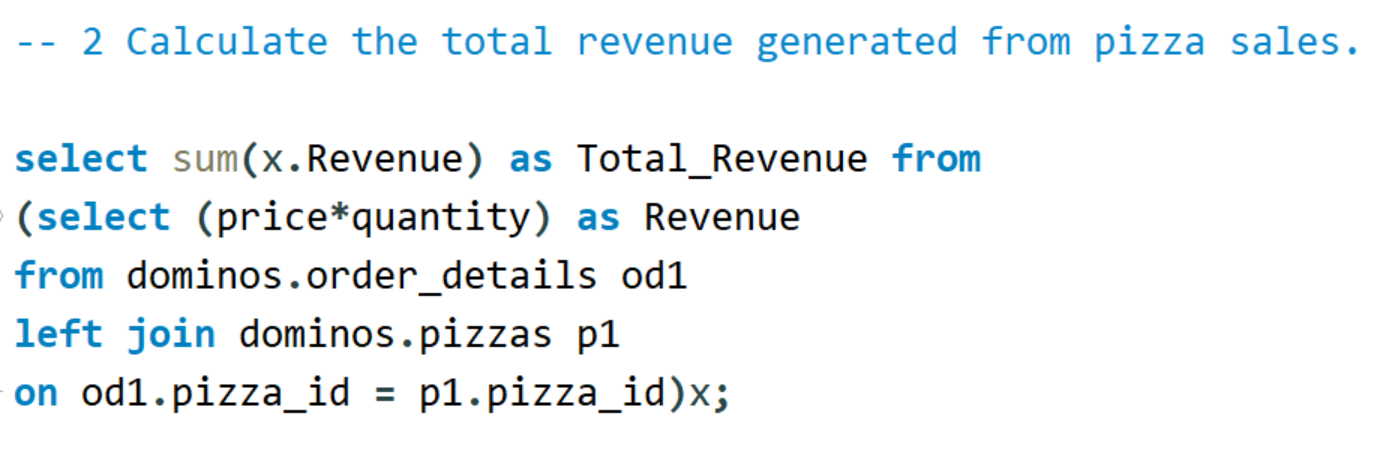 -- 2 Calculate the total revenue generated from pizza sales.
select sum(x.Revenue) as Total_Revenue from
(select (price*quantity) as Revenue
from dominos.order_details od1
left join dominos.pizzas p1
on od1.pizza_id = p1.pizza_id)x;